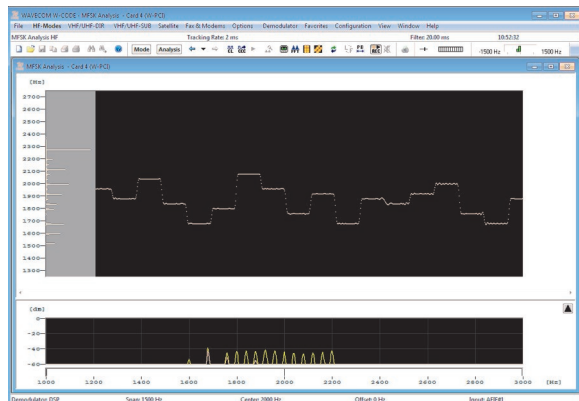 WAVECOM W-CODE - MFSK Analysis - Card 4 (W-PCI)
File HF-Modes VHF/UHF-DIR VHF/UHF-SUB Satellite Fax & Modems Options Demodulator Favorites Configuration View Window Help
MFSK Analysis HF Tracking Rate: 2 ms Filter: 20.00 ms 10:52:32
Mode Analysis REC -1500 Hz 1500 Hz
MFSK Analysis - Card 4 (W-PCI)
[Hz]
2700
2600
2500
2400
2300
2200
2100
2000
1900
1800
1700
1600
1500
1400
1300
[dBm]
0
-20
-40
-60
1000 1200 1400 1600 1800 2000 2200 2400 2600 2800 3000 [Hz]
Demodulator DSP Span: 1500 Hz Center: 2000 Hz Offset: 0 Hz Input: AFIF#1